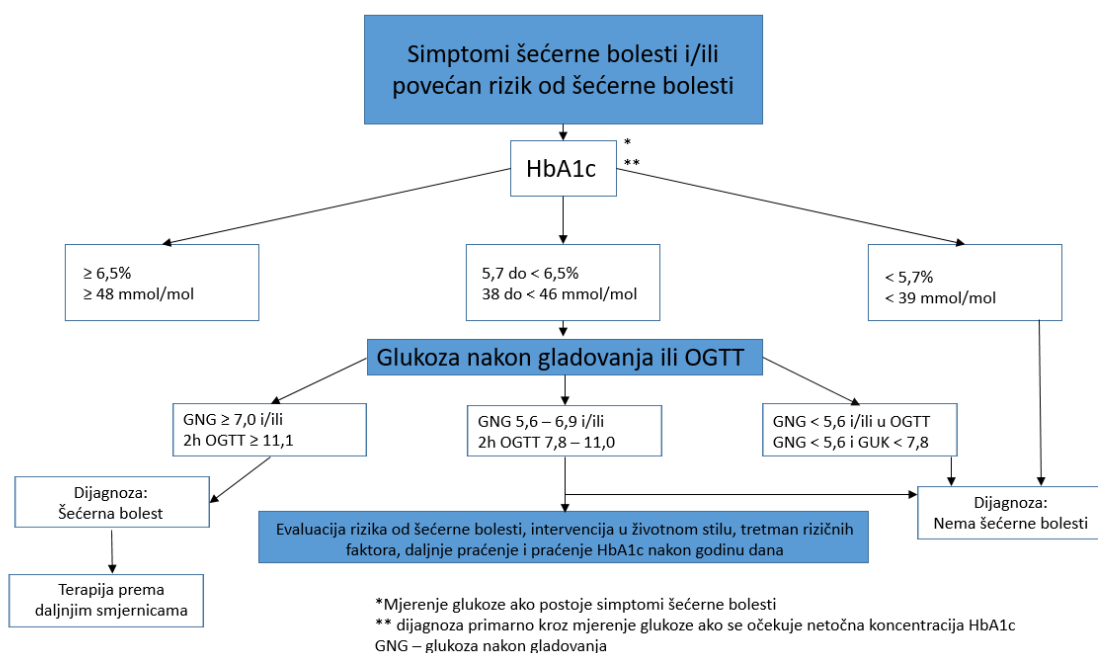 Simptomi šećerne bolesti i/ili
povećan rizik od šećerne bolesti
HbA1c
*
**
≥ 6,5%
≥ 48 mmol/mol
5,7 do < 6,5%
38 do < 46 mmol/mol
< 5,7%
< 39 mmol/mol
Glukoza nakon gladovanja ili OGTT
GNG ≥ 7,0 i/ili
2h OGTT ≥ 11,1
GNG 5,6 – 6,9 i/ili
2h OGTT 7,8 – 11,0
GNG < 5,6 i/ili u OGTT
GNG < 5,6 i GUK < 7,8
Dijagnoza:
Šećerna bolest
Dijagnoza:
Nema šećerne bolesti
Evaluacija rizika od šećerne bolesti, intervencija u životnom stilu, tretman rizičnih
faktora, daljnje praćenje i praćenje HbA1c nakon godinu dana
Terapija prema
daljnjim smjernicama
*Mjerenje glukoze ako postoje simptomi šećerne bolesti
** dijagnoza primarno kroz mjerenje glukoze ako se očekuje netočna koncentracija HbA1c
GNG – glukoza nakon gladovanja